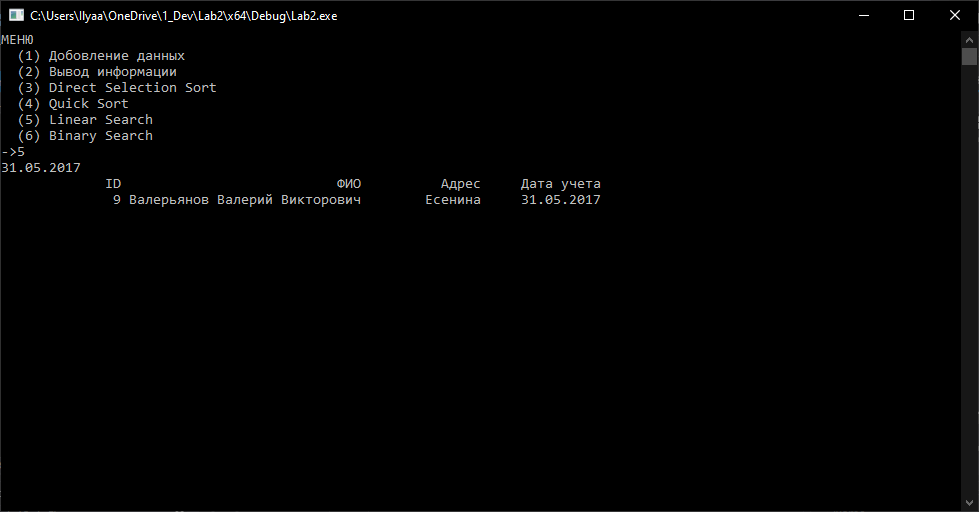 C:\Users\Ilyaa\OneDrive\1_Dev\Lab2\x64\Debug\Lab2.exe
МЕНЮ
(1) Добовление данных
(2) Вывод информации
(3) Direct Selection Sort
(4) Quick Sort
(5) Linear Search
(6) Binary Search
->5
31.05.2017
ID ФИО Адрес Дата учета
9 Валерьянов Валерий Викторович Есенина 31.05.2017